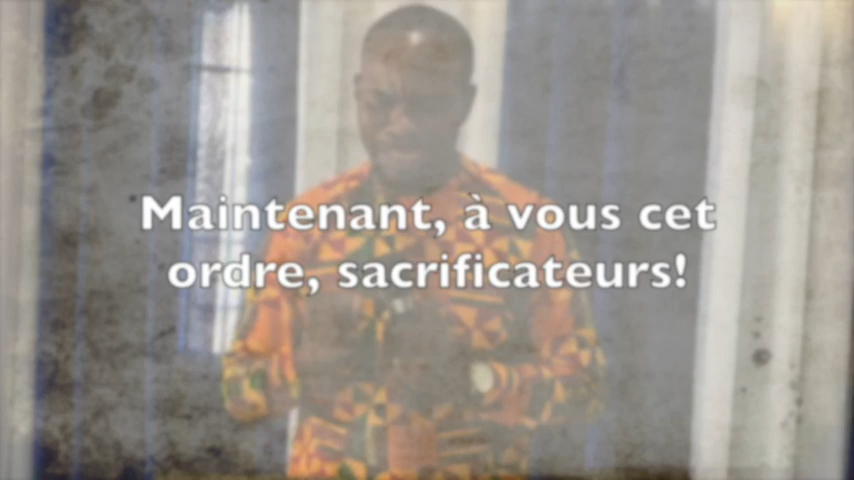 Maintenant, à vous cet
ordre, sacrificateurs!